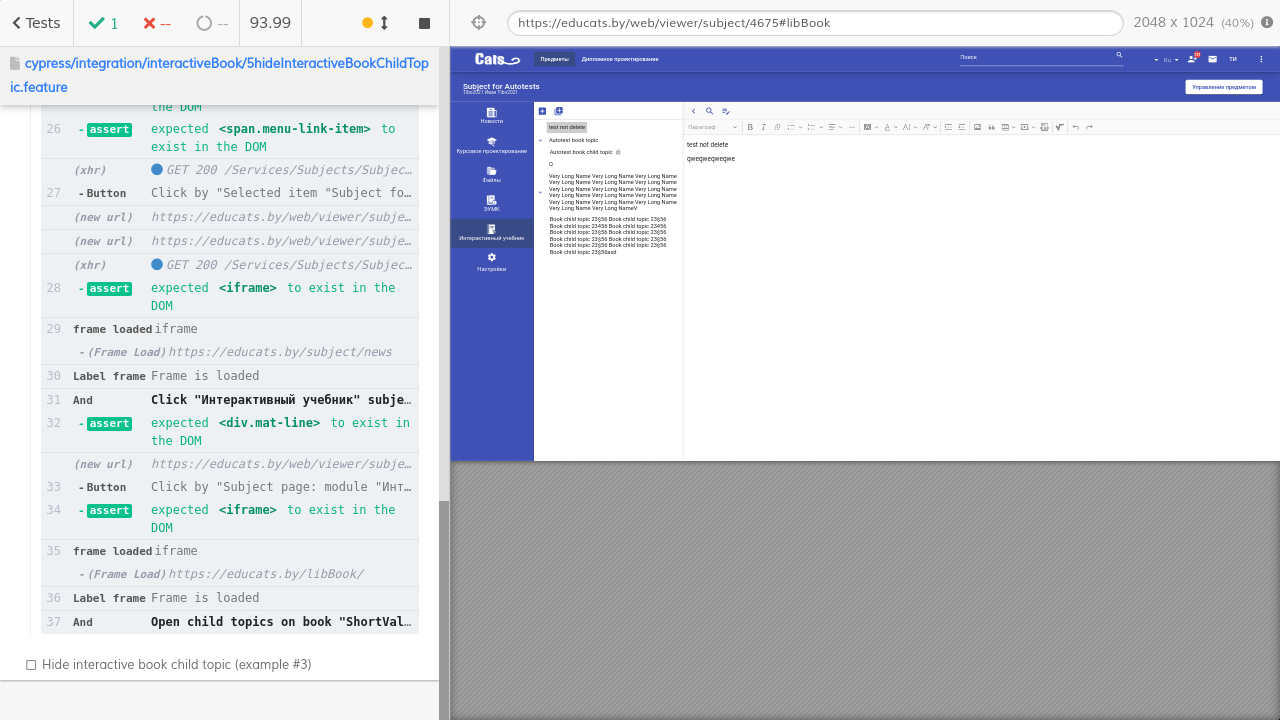 Tests
1
--
--
93.99
https://educats.by/web/viewer/subject/4675#libBook
2048 x 1024 (40%)
cypress/integration/interactiveBook/5hideInteractiveBookChildTop
ic.feature
the DOM
26 - assert expected <span.menu-link-item> to
exist in the DOM
(xhr) GET 200 /Services/Subjects/Subjec…
27 - Button Click by "Selected item "Subject fo…
(new url) https://educats.by/web/viewer/subje…
(new url) https://educats.by/web/viewer/subje…
(xhr) GET 200 /Services/Subjects/Subjec…
28 - assert expected <iframe> to exist in the
DOM
29 frame loaded iframe
- (Frame Load) https://educats.by/subject/news
30 Label frame Frame is loaded
31 And Click "Интерактивный учебник" subje…
32 - assert expected <div.mat-line> to exist in
the DOM
(new url) https://educats.by/web/viewer/subje…
33 - Button Click by "Subject page: module "Инт…
34 - assert expected <iframe> to exist in the
DOM
35 frame loaded iframe
- (Frame Load) https://educats.by/libBook/
36 Label frame Frame is loaded
37 And Open child topics on book "ShortVal…
Hide interactive book child topic (example #3)
Cats
Предметы
Дипломное проектирование
Поиск
Ru
ТИ
Subject for Autotests
Управление предметом
Новости
Курсовое проектирование
Файлы
ЭУМК
Интерактивный учебник
Настройки
test not delete
Autotest book topic
Autotest book child topic
Q
Very Long Name Very Long Name Very Long Name
Very Long Name Very Long Name Very Long Name
Very Long Name Very Long Name Very Long Name
Very Long Name Very Long Name Very Long Name
Very Long Name Very Long Name Very Long Name
Very Long Name Very Long NameV
Book child topic 23§56 Book child topic 23§56
Book child topic 23456 Book child topic 23456
Book child topic 23§56 Book child topic 23§56
Book child topic 23§56 Book child topic 23§56
Book child topic 23§56 Book child topic 23§56
Book child topic 23§56asd
Параграф
B I S
test not delete
qweqweqweqwe